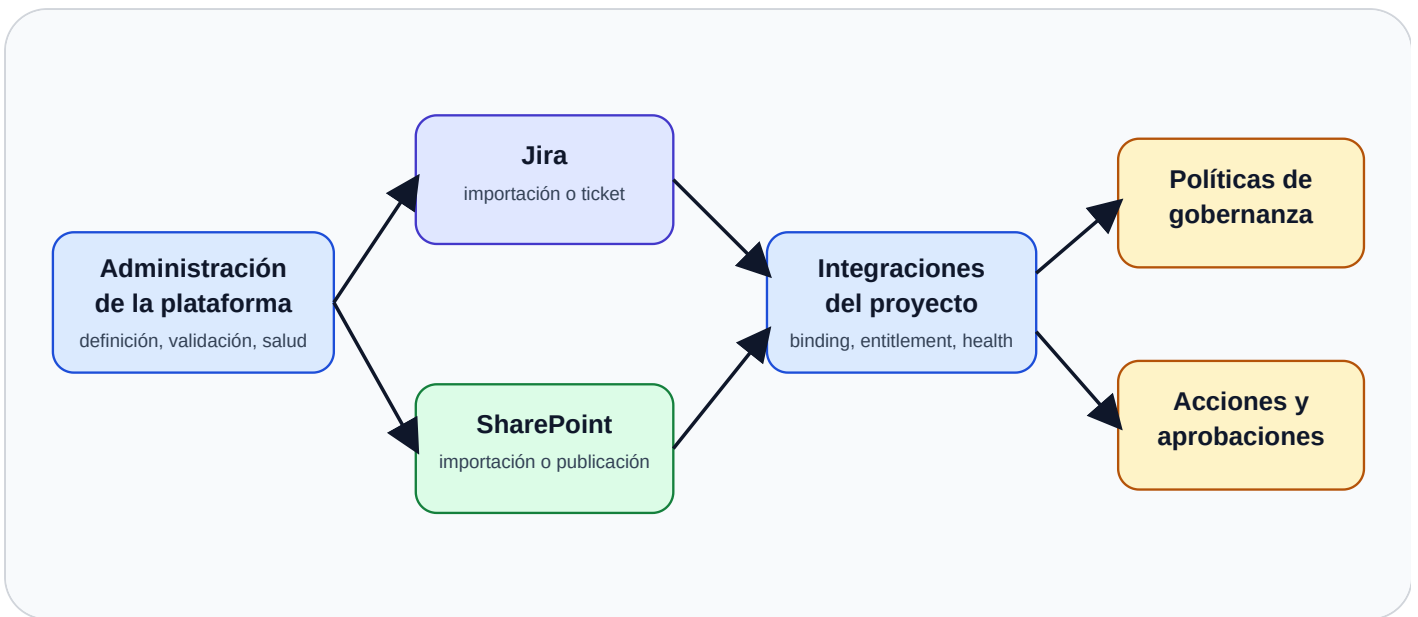 Administración
de la plataforma
definición, validación, salud
Jira
importación o ticket
SharePoint
importación o publicación
Integraciones
del proyecto
binding, entitlement, health
Políticas de
gobernanza
Acciones y
aprobaciones